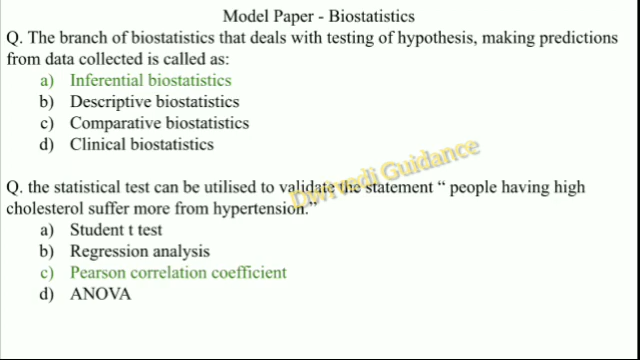 Model Paper - Biostatistics
Q. The branch of biostatistics that deals with testing of hypothesis, making predictions
from data collected is called as:
a) Inferential biostatistics
b) Descriptive biostatistics
c) Comparative biostatistics
d) Clinical biostatistics
Dwivedi Guidance
Q. the statistical test can be utilised to validate the statement “ people having high
cholesterol suffer more from hypertension.”
a) Student t test
b) Regression analysis
c) Pearson correlation coefficient
d) ANOVA